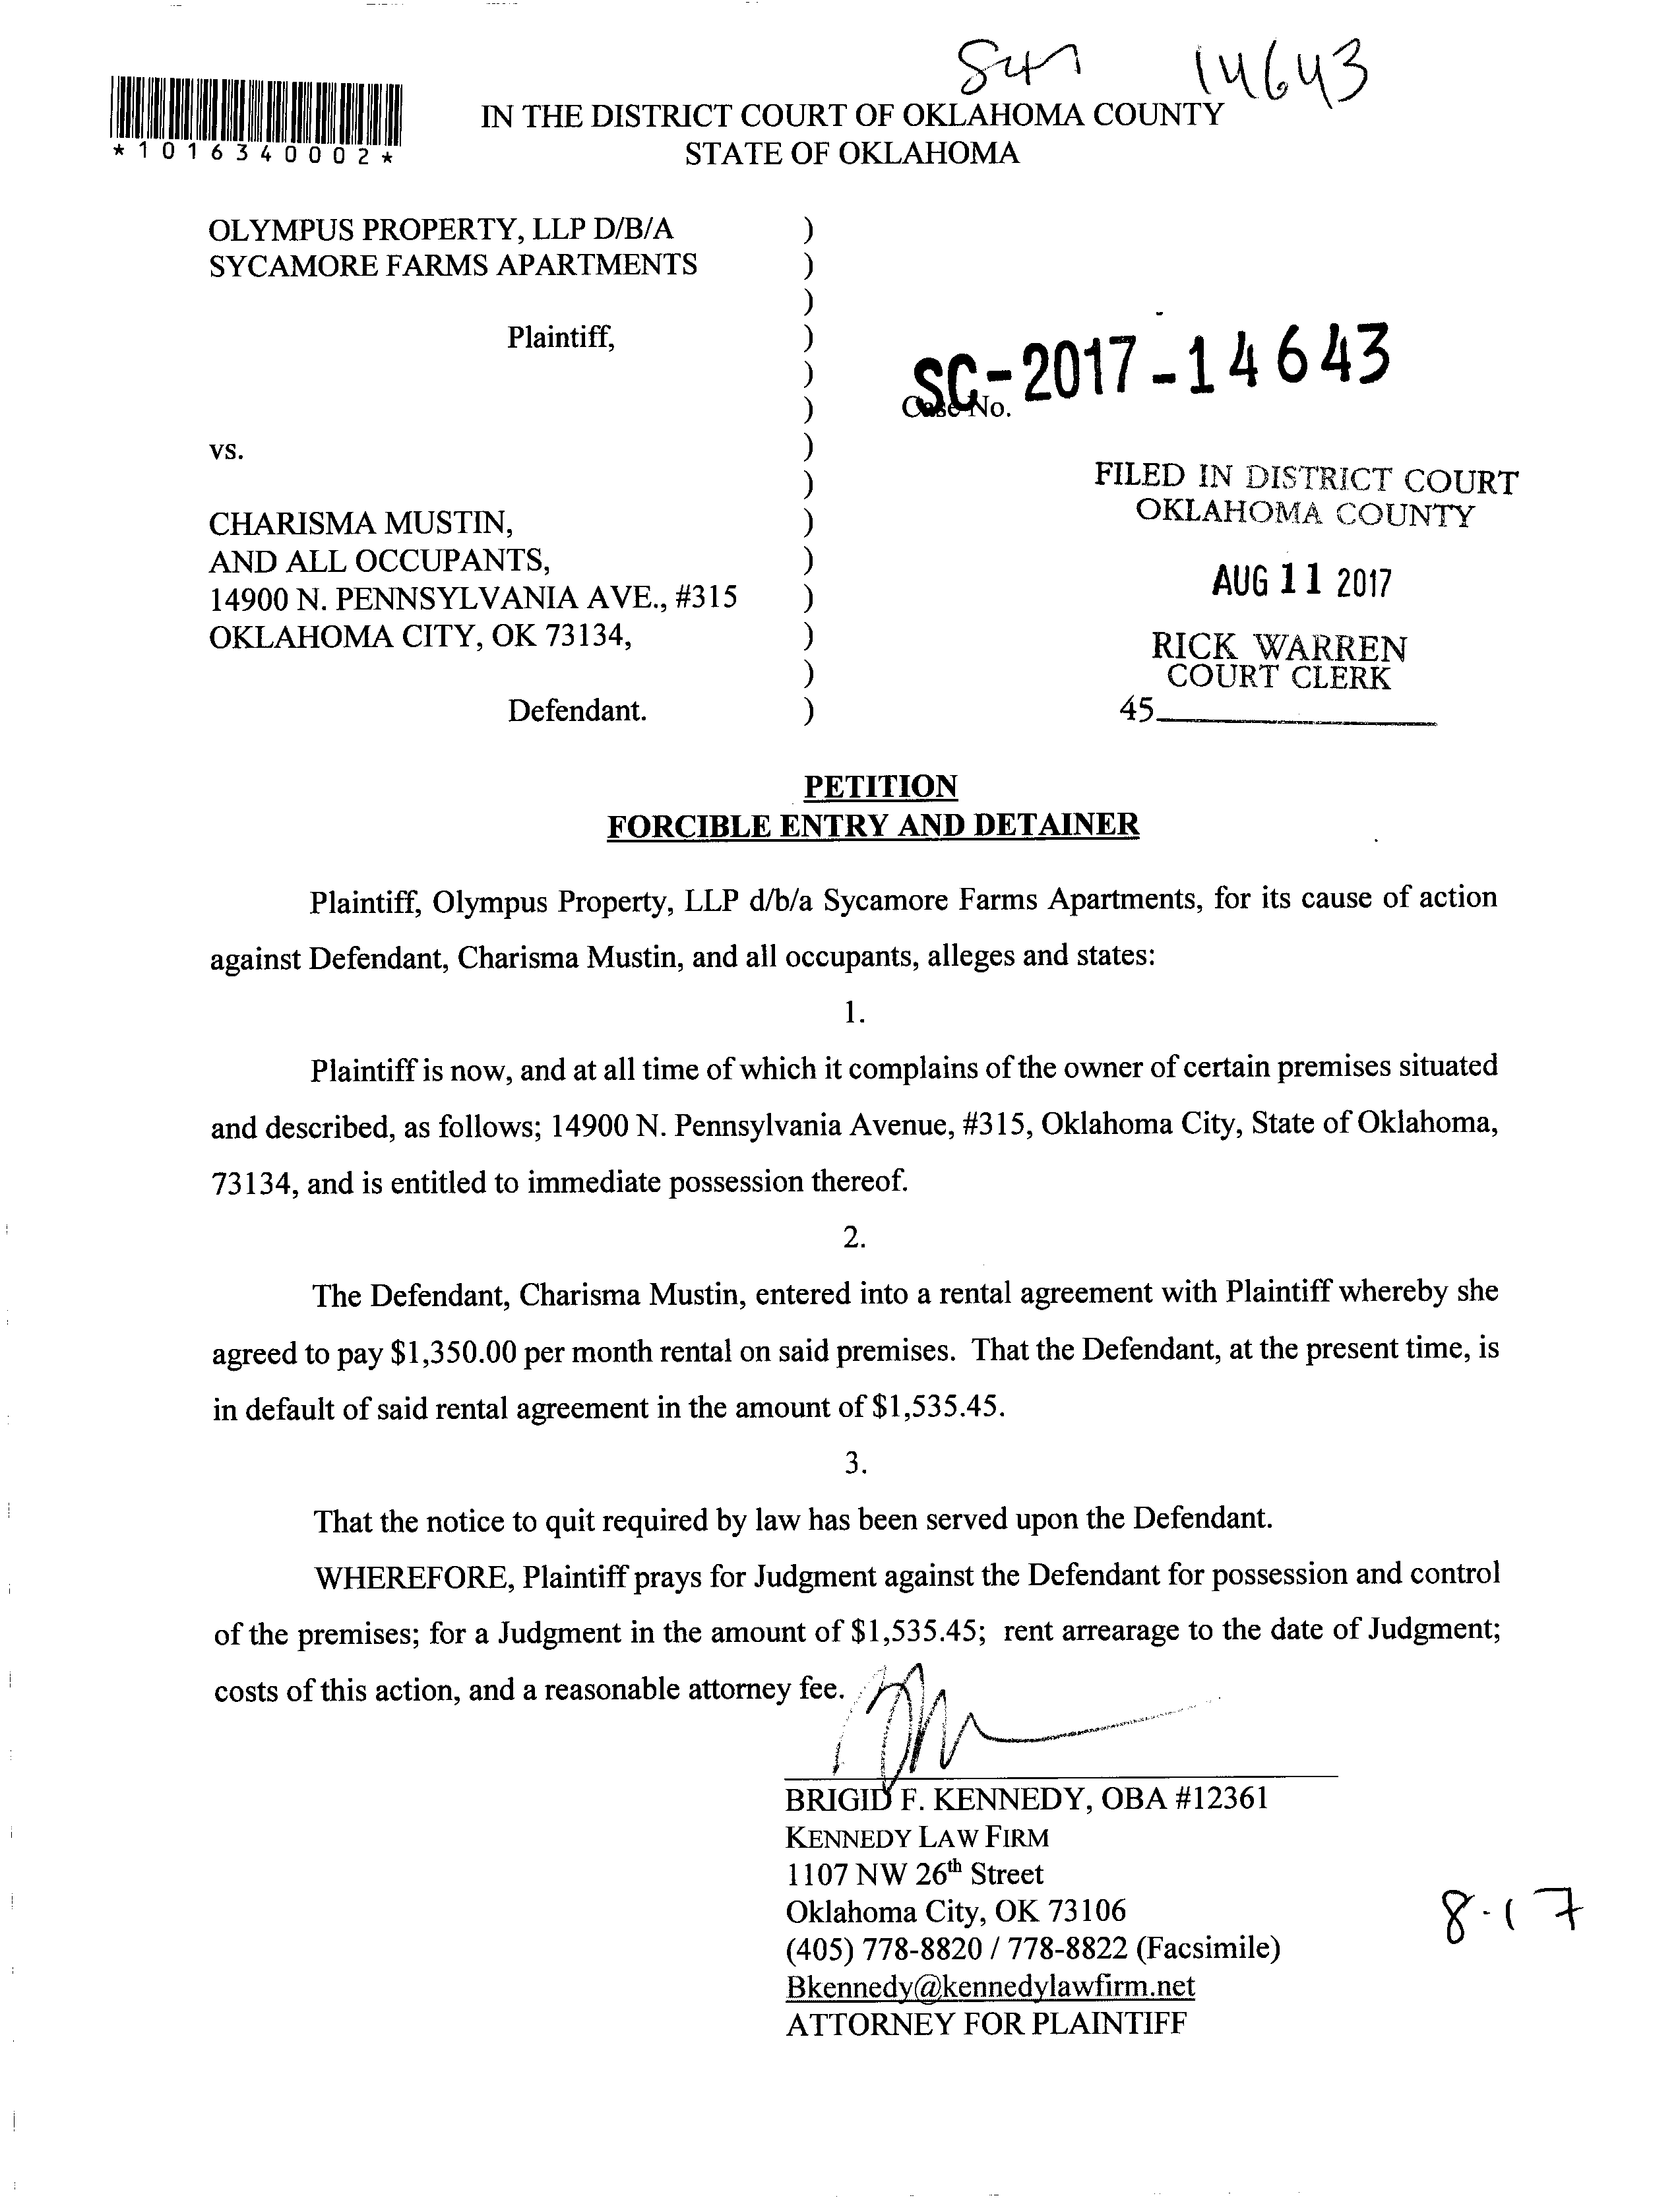 14643
IN THE DISTRICT COURT OF OKLAHOMA COUNTY
STATE OF OKLAHOMA
*1016340002*
OLYMPUS PROPERTY, LLP D/B/A )
SYCAMORE FARMS APARTMENTS )
)
Plaintiff, )
)
SC-2017-14643
) Case No.
vs. )
)
FILED IN DISTRICT COURT
OKLAHOMA COUNTY
CHARISMA MUSTIN, )
AND ALL OCCUPANTS, )
AUG 11 2017
14900 N. PENNSYLVANIA AVE., #315 )
OKLAHOMA CITY, OK 73134, )
RICK WARREN
COURT CLERK
)
Defendant. )
45
PETITION
FORCIBLE ENTRY AND DETAINER
Plaintiff, Olympus Property, LLP d/b/a Sycamore Farms Apartments, for its cause of action
against Defendant, Charisma Mustin, and all occupants, alleges and states:
1.
Plaintiff is now, and at all time of which it complains of the owner of certain premises situated
and described, as follows; 14900 N. Pennsylvania Avenue, #315, Oklahoma City, State of Oklahoma,
73134, and is entitled to immediate possession thereof.
2.
The Defendant, Charisma Mustin, entered into a rental agreement with Plaintiff whereby she
agreed to pay $1,350.00 per month rental on said premises. That the Defendant, at the present time, is
in default of said rental agreement in the amount of $1,535.45.
3.
That the notice to quit required by law has been served upon the Defendant.
WHEREFORE, Plaintiff prays for Judgment against the Defendant for possession and control
of the premises; for a Judgment in the amount of $1,535.45; rent arrearage to the date of Judgment;
costs of this action, and a reasonable attorney fee.
BRIGID F. KENNEDY, OBA #12361
KENNEDY LAW FIRM
1107 NW 26th Street
Oklahoma City, OK 73106
(405) 778-8820 / 778-8822 (Facsimile)
Bkennedy@kennedylawfirm.net
ATTORNEY FOR PLAINTIFF
8-17